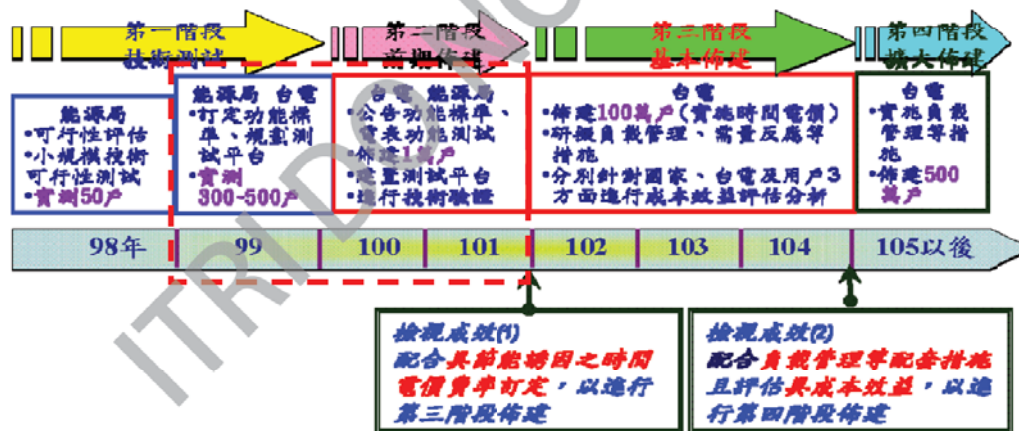 第一階段
技術測試
第二階段
前期佈建
第三階段
基本佈建
第四階段
擴大佈建
能源局
•可行性評估
•小規模技術
可行性測試
•實測50戶
能源局 台電
•訂定功能標
準、規劃測
試平台
•實測
300-500戶
台電 能源局
•公告功能標準、
電表功能測試
•佈建1萬戶
•建置測試平台
•進行技術驗證
台電
•佈建100萬戶(實施時間電價)
•研擬負載管理、需量反應等
措施
•分別針對國家、台電及用戶3
方面進行成本效益評估分析
台電
•實施負載
管理等措
施
•佈建500
萬戶
98年
99
100
101
102
103
104
105以後
檢視成效(1)
配合具節能誘因之時間
電價費率訂定,以進行
第三階段佈建
檢視成效(2)
配合負載管理等配套措施
且評估具成本效益,以進
行第四階段佈建
ITRI DO NO